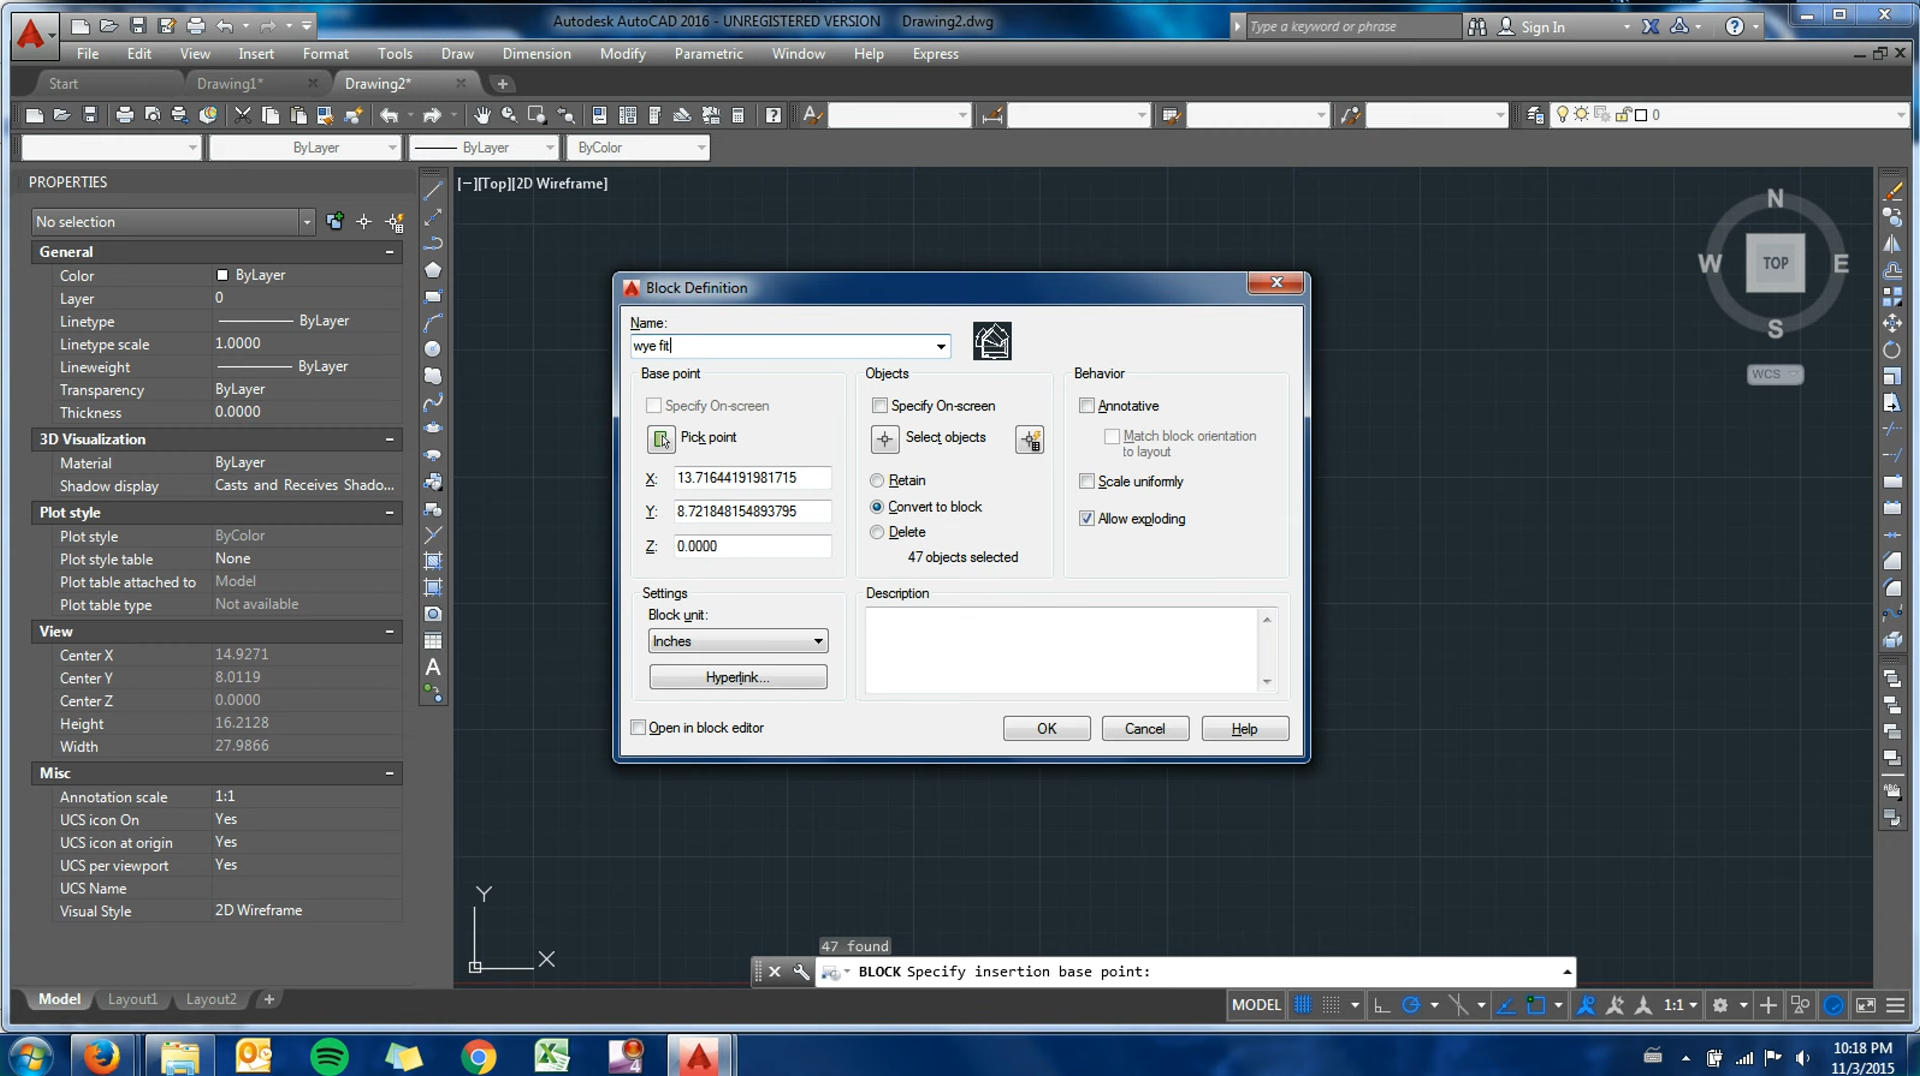 Autodesk AutoCAD 2016 - UNREGISTERED VERSION Drawing2.dwg
Type a keyword or phrase
Sign In
File Edit View Insert Format Tools Draw Dimension Modify Parametric Window Help Express
Start Drawing1* Drawing2*
0
ByLayer ByLayer ByColor
PROPERTIES
[−][Top][2D Wireframe]
No selection
General
Color ByLayer
Layer 0
Linetype ByLayer
Linetype scale 1.0000
Lineweight ByLayer
Transparency ByLayer
Thickness 0.0000
3D Visualization
Material ByLayer
Shadow display Casts and Receives Shado...
Plot style
Plot style ByColor
Plot style table None
Plot table attached to Model
Plot table type Not available
View
Center X 14.9271
Center Y 8.0119
Center Z 0.0000
Height 16.2128
Width 27.9866
Misc
Annotation scale 1:1
UCS icon On Yes
UCS icon at origin Yes
UCS per viewport Yes
UCS Name
Visual Style 2D Wireframe
N
W TOP E
S
WCS
Block Definition
Name:
wye fit
Base point
Specify On-screen
Pick point
X: 13.71644191981715
Y: 8.721848154893795
Z: 0.0000
Objects
Specify On-screen
Select objects
Retain
Convert to block
Delete
47 objects selected
Behavior
Annotative
Match block orientation
to layout
Scale uniformly
Allow exploding
Settings
Block unit:
Inches
Hyperlink...
Description
Open in block editor
OK Cancel Help
Y
X
47 found
BLOCK Specify insertion base point:
Model Layout1 Layout2
MODEL 1:1
10:18 PM
11/3/2015